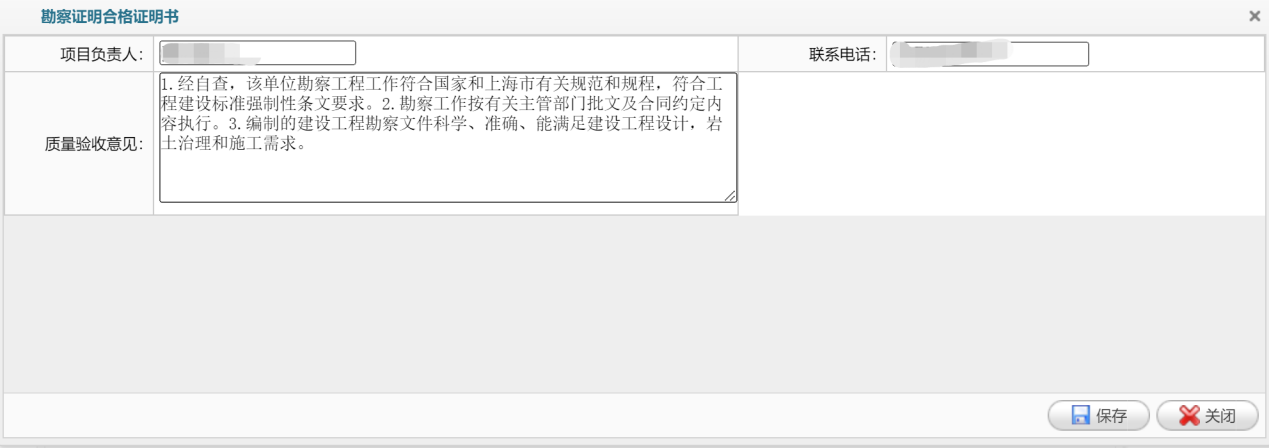 勘察证明合格证明书
项目负责人:
联系电话:
质量验收意见:
1.经自查，该单位勘察工程工作符合国家和上海市有关规范和规程，符合工
程建设标准强制性条文要求。2.勘察工作按有关主管部门批文及合同约定内
容执行。3.编制的建设工程勘察文件科学、准确、能满足建设工程设计，岩
土治理和施工需求。
保存
关闭